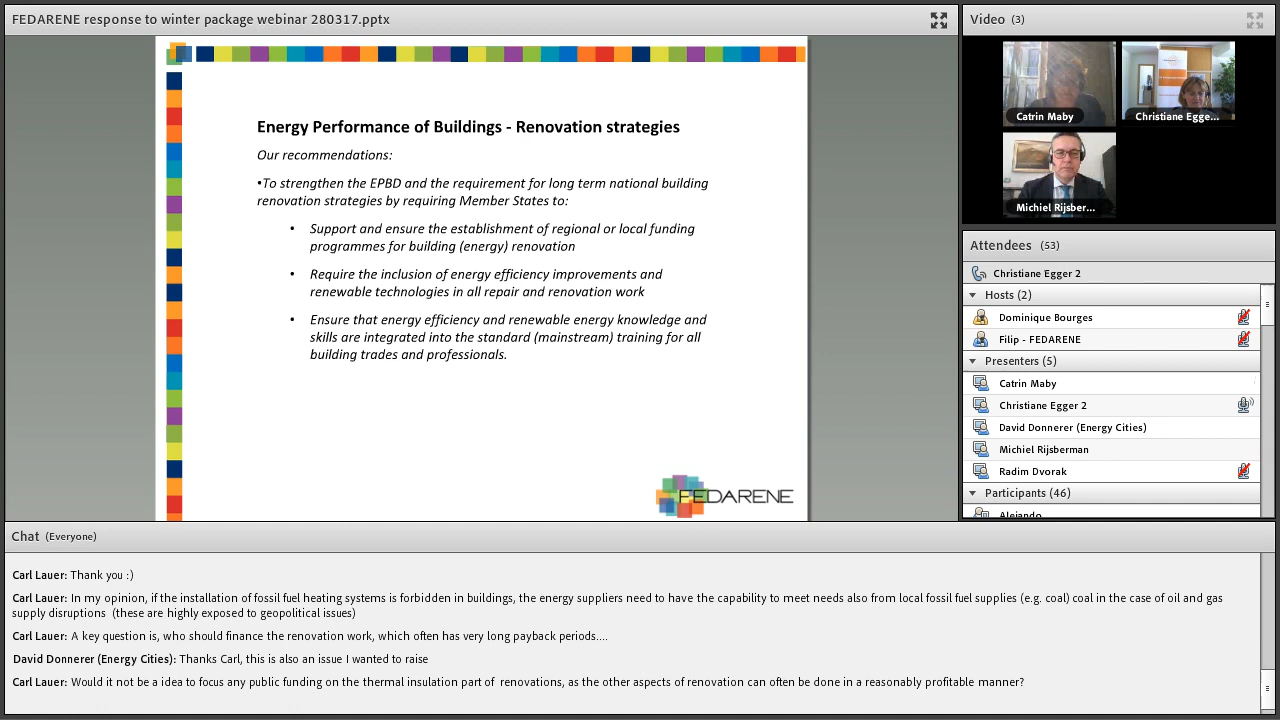 FEDARENE response to winter package webinar 280317.pptx
Energy Performance of Buildings - Renovation strategies
Our recommendations:
•To strengthen the EPBD and the requirement for long term national building
renovation strategies by requiring Member States to:
• Support and ensure the establishment of regional or local funding
programmes for building (energy) renovation
• Require the inclusion of energy efficiency improvements and
renewable technologies in all repair and renovation work
• Ensure that energy efficiency and renewable energy knowledge and
skills are integrated into the standard (mainstream) training for all
building trades and professionals.
FEDARENE
Video (3)
Catrin Maby
Christiane Egge...
Michiel Rijsber...
Attendees (53)
Christiane Egger 2
Hosts (2)
Dominique Bourges
Filip - FEDARENE
Presenters (5)
Catrin Maby
Christiane Egger 2
David Donnerer (Energy Cities)
Michiel Rijsberman
Radim Dvorak
Participants (46)
Alejando
Chat (Everyone)
Carl Lauer: Thank you :)
Carl Lauer: In my opinion, if the installation of fossil fuel heating systems is forbidden in buildings, the energy suppliers need to have the capability to meet needs also from local fossil fuel supplies (e.g. coal) coal in the case of oil and gas
supply disruptions (these are highly exposed to geopolitical issues)
Carl Lauer: A key question is, who should finance the renovation work, which often has very long payback periods....
David Donnerer (Energy Cities): Thanks Carl, this is also an issue I wanted to raise
Carl Lauer: Would it not be a idea to focus any public funding on the thermal insulation part of renovations, as the other aspects of renovation can often be done in a reasonably profitable manner?